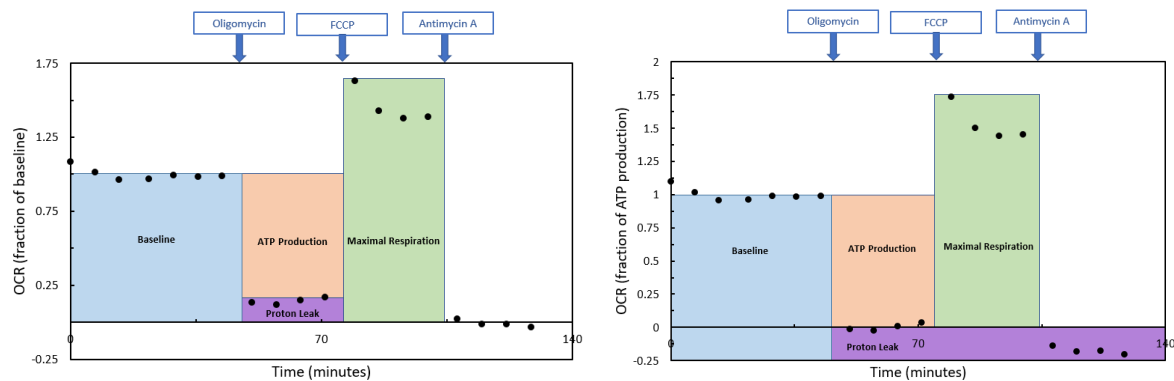 Oligomycin
FCCP
Antimycin A
1.75
1.25
0.75
0.25
-0.25
OCR (fraction of baseline)
Baseline
ATP Production
Proton Leak
Maximal Respiration
0
70
140
Time (minutes)
Oligomycin
FCCP
Antimycin A
2
1.75
1.5
1.25
1
0.75
0.5
0.25
0
-0.25
OCR (fraction of ATP production)
Baseline
ATP Production
Proton Leak
Maximal Respiration
0
70
140
Time (minutes)